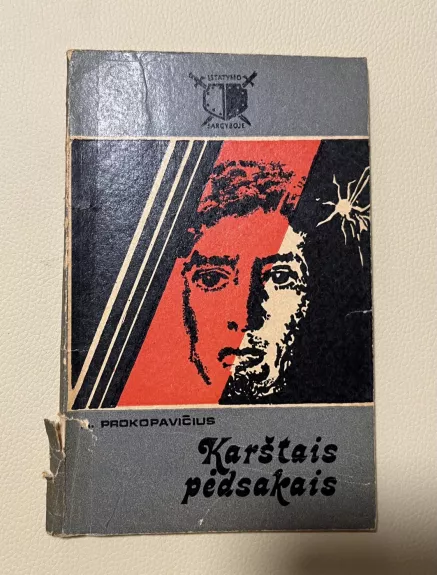 ĮSTATYMO
SARGYBOJE
. PROKOPAVIČIUS
Karštais
pėdsakais